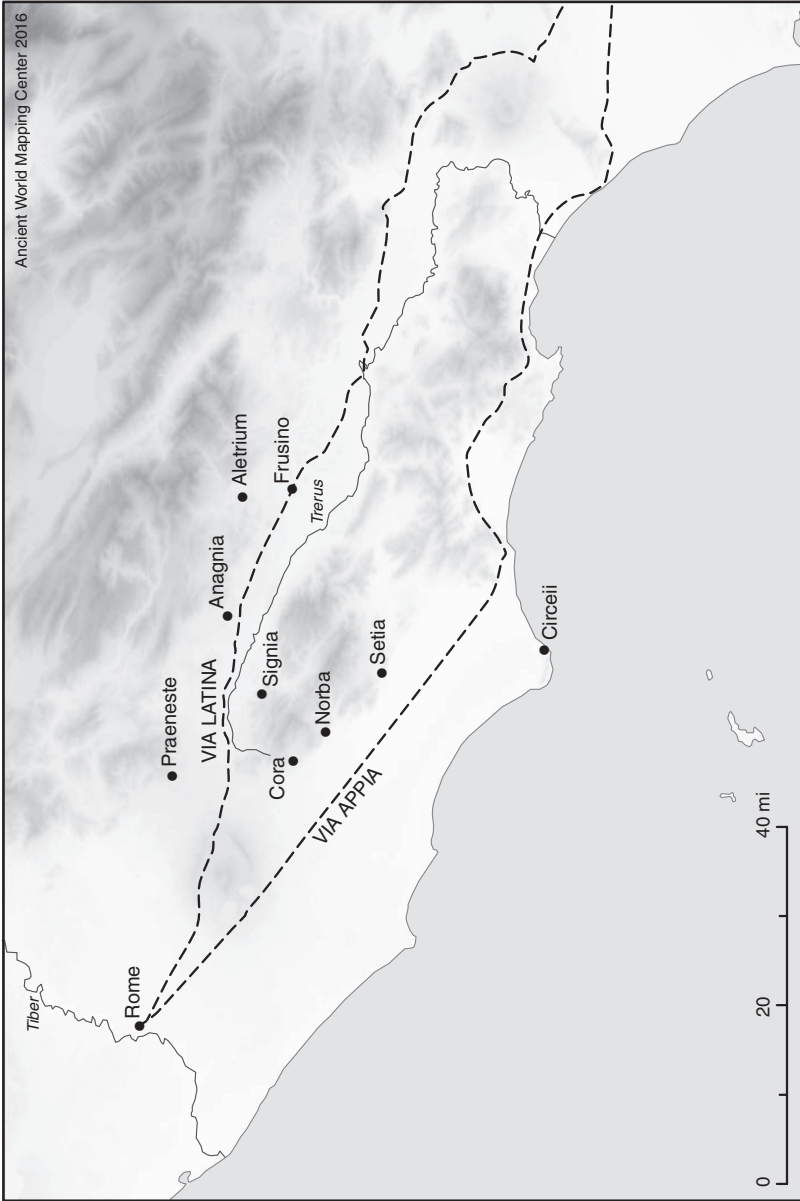 Ancient World Mapping Center 2016
Tiber
Rome
Praeneste
VIA LATINA
Anagnia
Aletrium
Frusino
Trerus
Signia
Cora
Norba
Setia
VIA APPIA
Circeii
0
20
40 mi